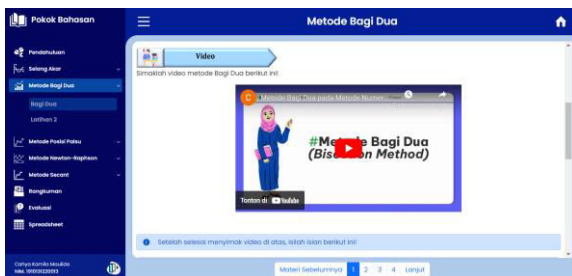 Pokok Bahasan
Metode Bagi Dua
Pendahuluan
Selang Akar
Metode Bagi Dua
Bagi Dua
Latihan 2
Metode Posisi Palsu
Metode Newton-Raphson
Metode Secant
Rangkuman
Evaluasi
Spreadsheet
Video
Simaklah video metode Bagi Dua berikut ini!
C
Metode Bagi Dua pada Metode Numer...
#Metode Bagi Dua
(Bisection Method)
Tonton di YouTube
Setelah selesai menyimak video di atas, isilah isian berikut ini!
Materi Sebelumnya 1 2 3 4 Lanjut